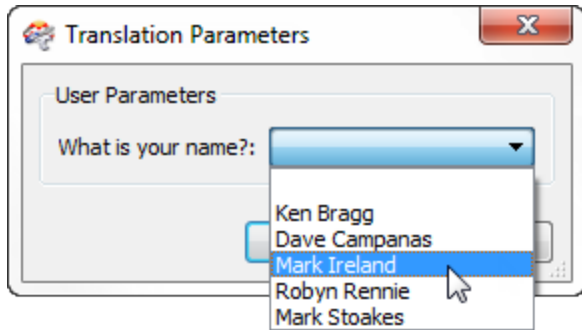 Translation Parameters
User Parameters
What is your name?:
Ken Bragg
Dave Campanas
Mark Ireland
Robyn Rennie
Mark Stoakes